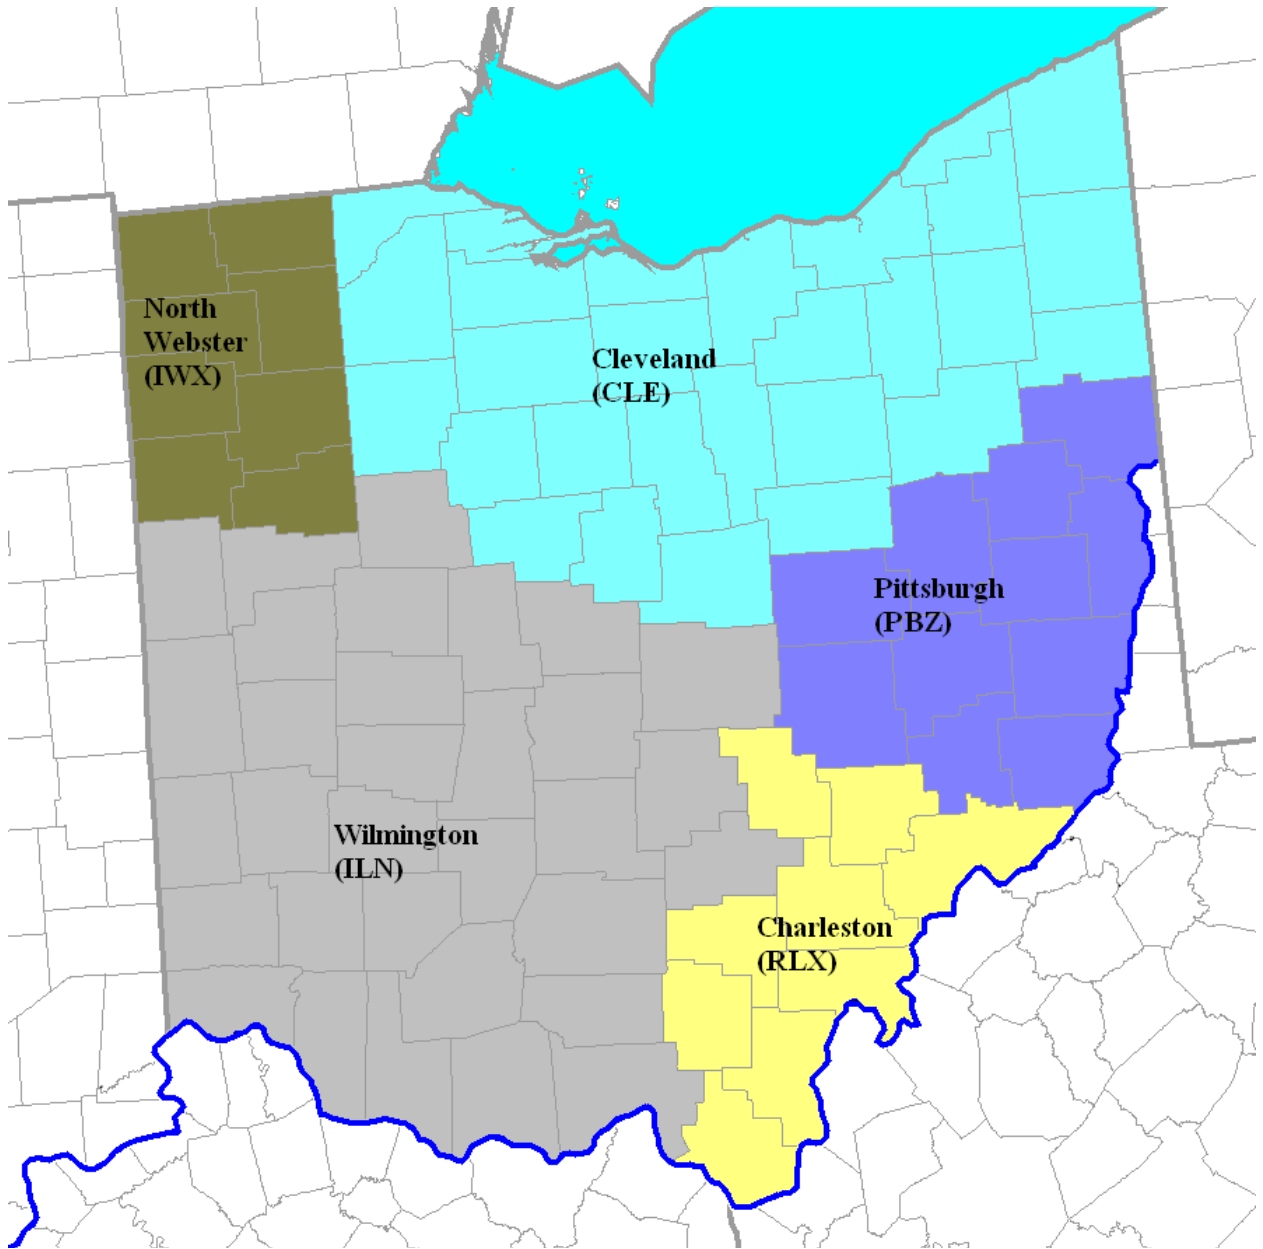 North
Webster
(IWX)
Cleveland
(CLE)
Pittsburgh
(PBZ)
Wilmington
(ILN)
Charleston
(RLX)